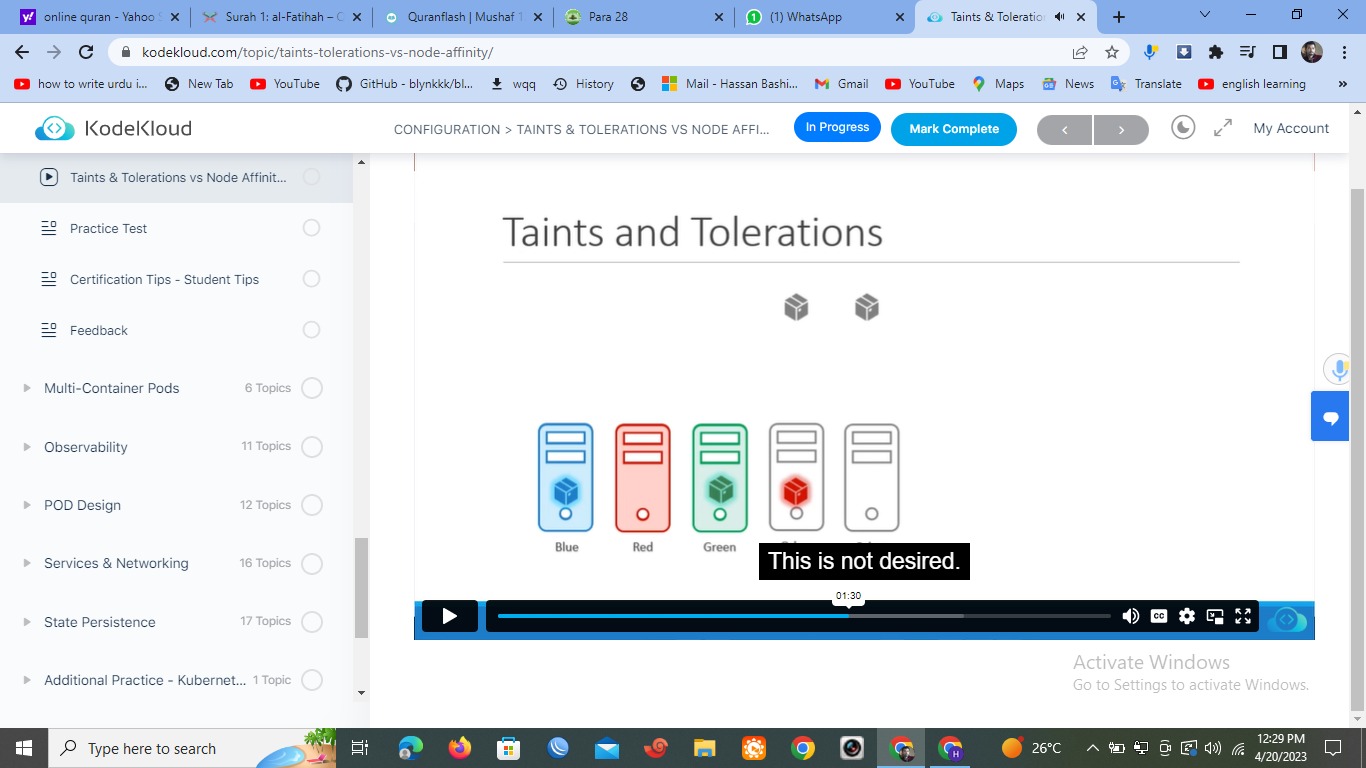 online quran - Yahoo S
Surah 1: al-Fatihah – C
Quranflash | Mushaf 1
Para 28
(1) WhatsApp
Taints & Toleration
kodekloud.com/topic/taints-tolerations-vs-node-affinity/
how to write urdu i...
New Tab
YouTube
GitHub - blynkkk/bl...
wqq
History
Mail - Hassan Bashi...
Gmail
YouTube
Maps
News
Translate
english learning
»
KodeKloud
CONFIGURATION > TAINTS & TOLERATIONS VS NODE AFFI...
In Progress
Mark Complete
My Account
Taints & Tolerations vs Node Affinit...
Practice Test
Certification Tips - Student Tips
Feedback
Multi-Container Pods 6 Topics
Observability 11 Topics
POD Design 12 Topics
Services & Networking 16 Topics
State Persistence 17 Topics
Additional Practice - Kubernet... 1 Topic
Taints and Tolerations
Blue
Red
Green
This is not desired.
01:30
CC
Activate Windows
Go to Settings to activate Windows.
Type here to search
26°C
12:29 PM
4/20/2023